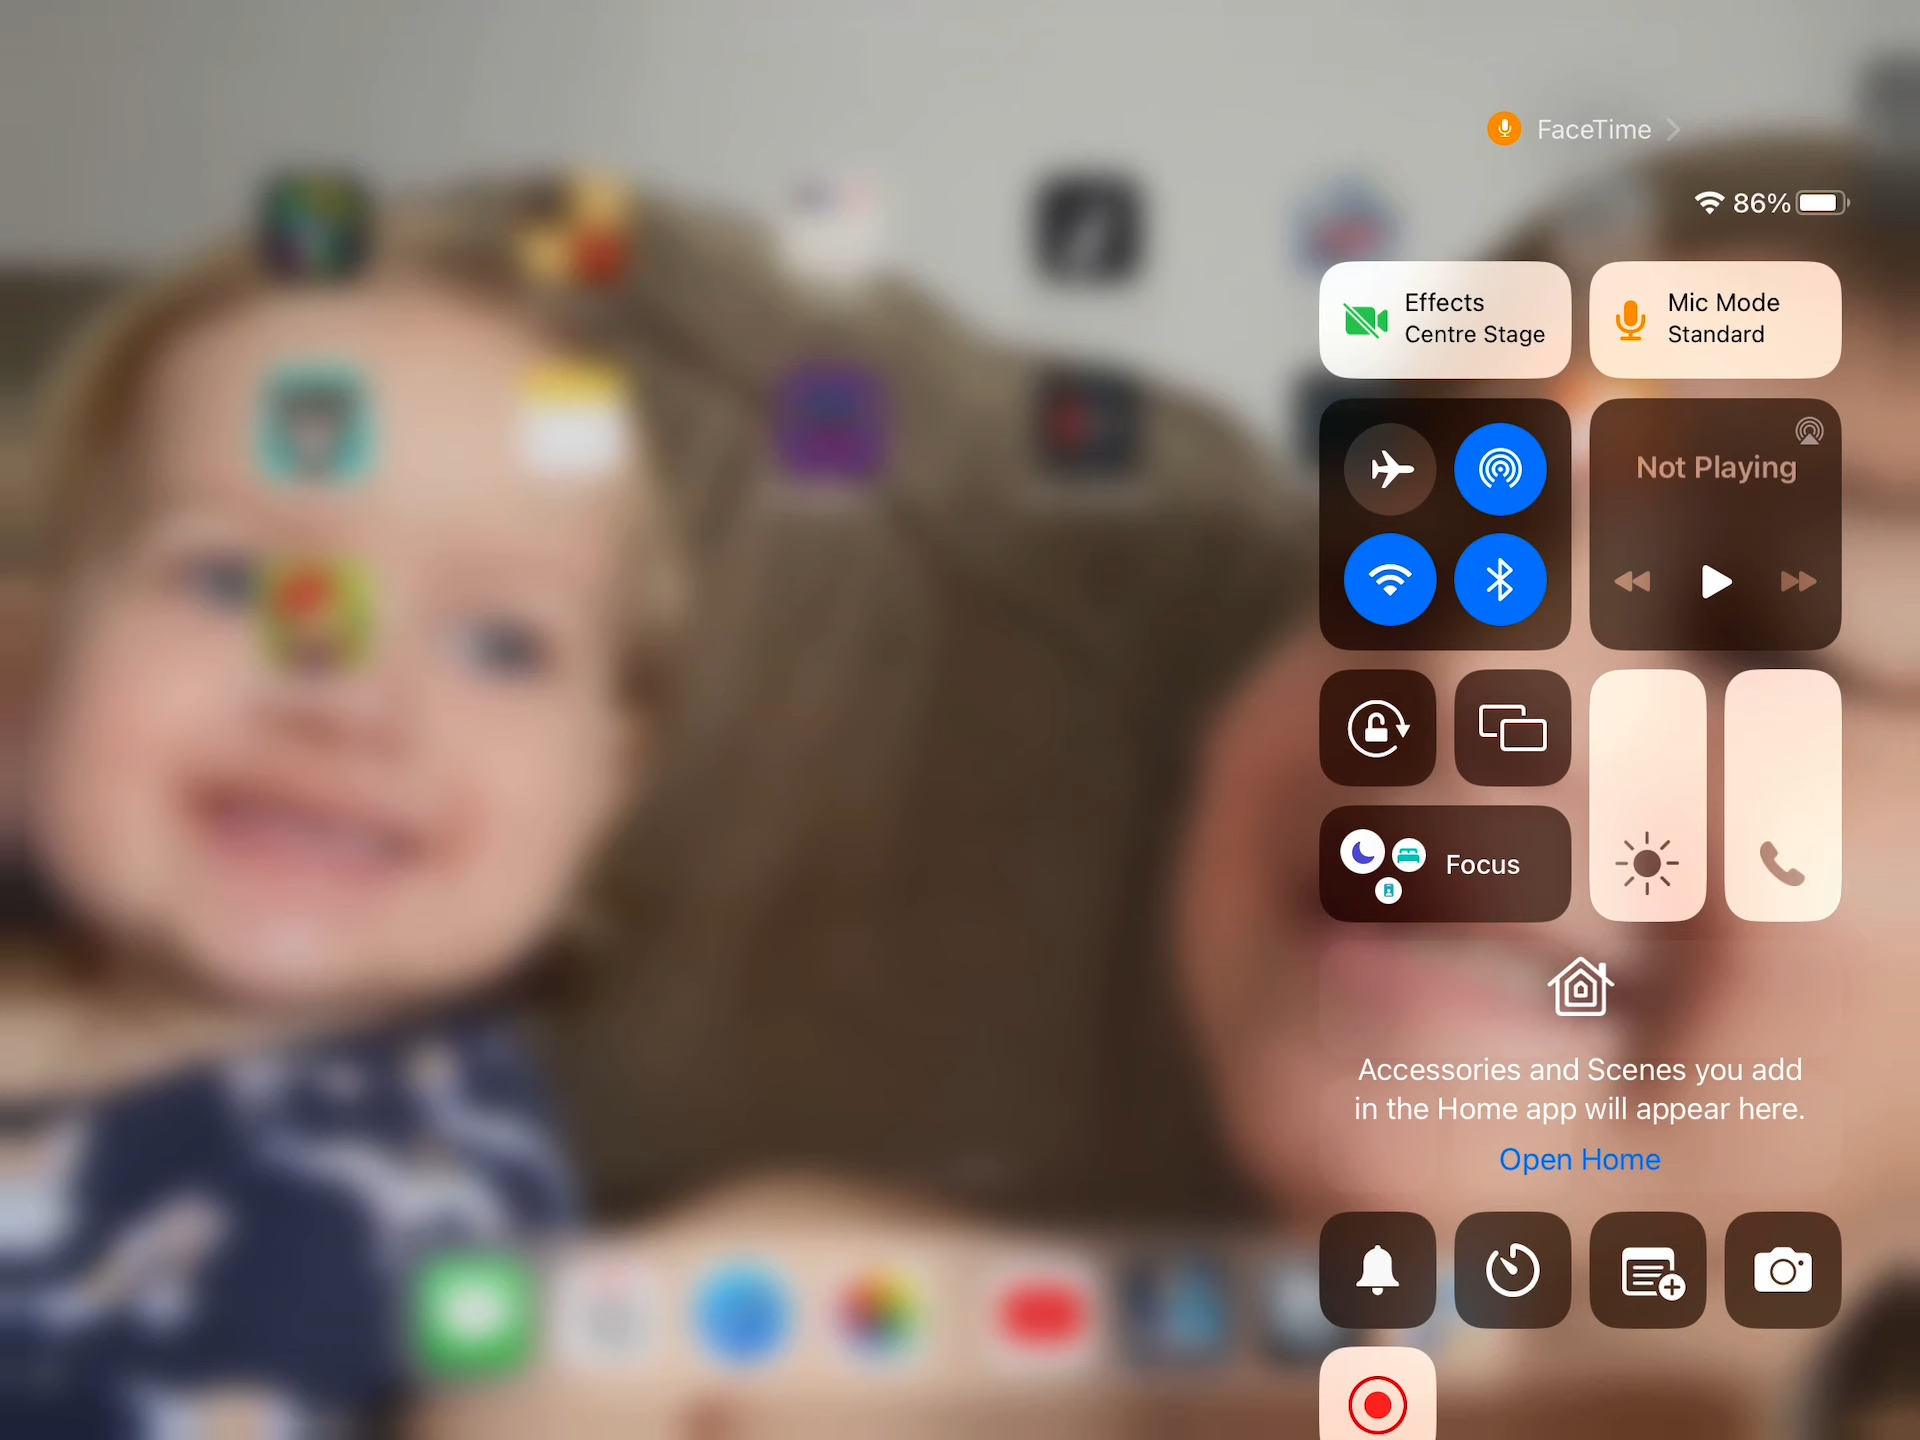 FaceTime
86%
Effects
Centre Stage
Mic Mode
Standard
Not Playing
Focus
Accessories and Scenes you add
in the Home app will appear here.
Open Home